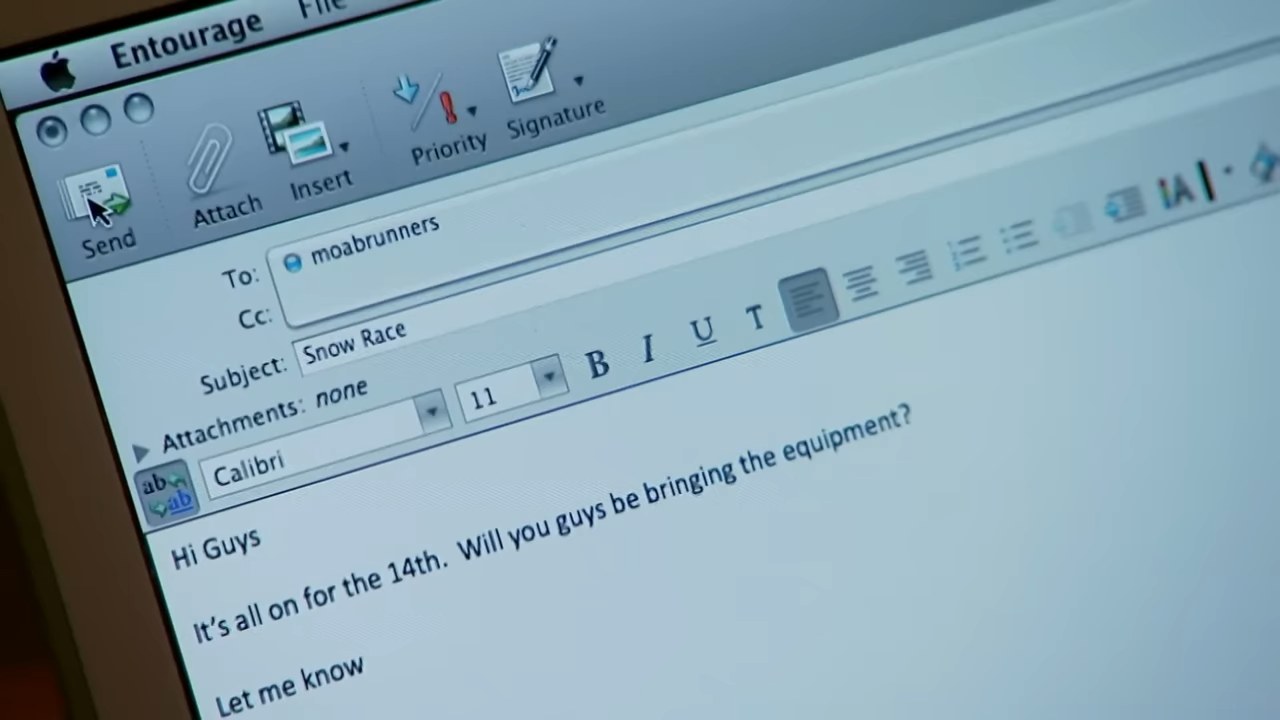 Entourage File
Send
Attach
Insert
Priority
Signature
To: moabrunners
Cc:
Subject: Snow Race
Attachments: none
Calibri 11 B I U T
Hi Guys
It's all on for the 14th.  Will you guys be bringing the equipment?
Let me know